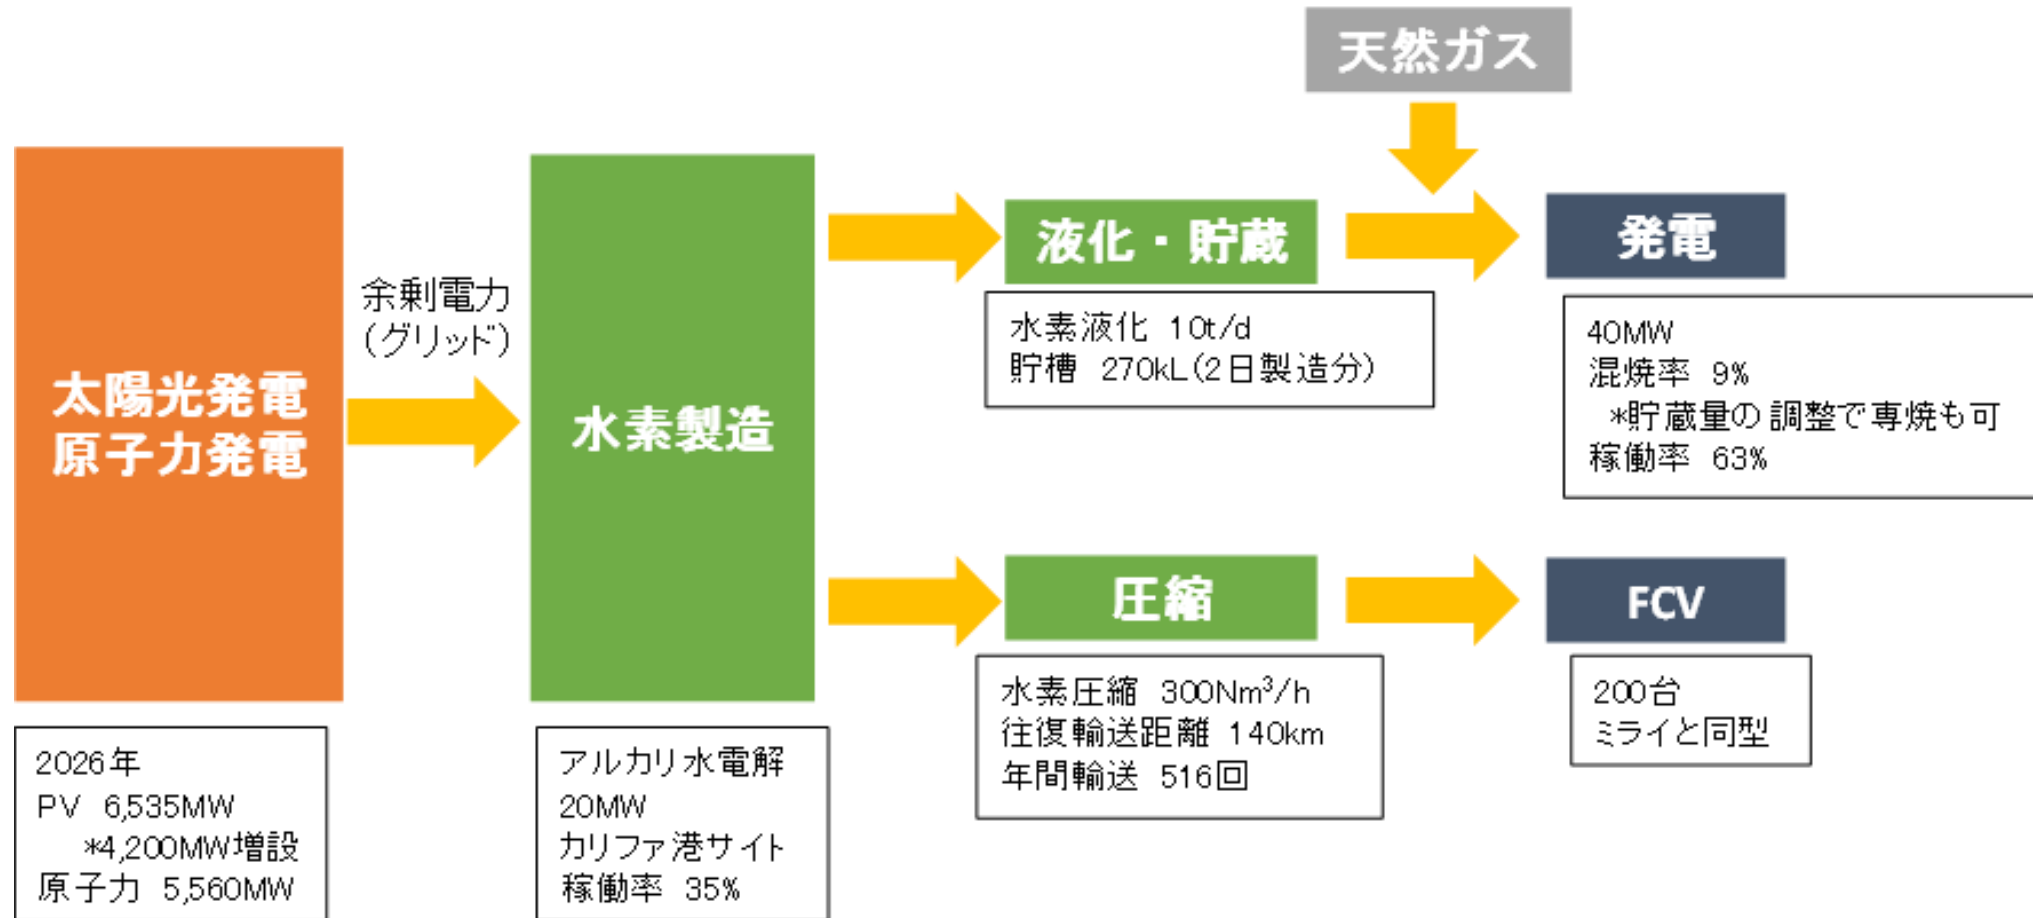 天然ガス
太陽光発電
原子力発電
2026年
PV 6,535MW
*4,200MW増設
原子力 5,560MW
余剰電力
(グリッド)
水素製造
アルカリ水電解
20MW
カリファ港サイト
稼働率 35%
液化・貯蔵
水素液化 10t/d
貯槽 270kL(2日製造分)
発電
40MW
混焼率 9%
*貯蔵量の調整で専焼も可
稼働率 63%
圧縮
水素圧縮 300Nm³/h
往復輸送距離 140km
年間輸送 516回
FCV
200台
ミライと同型